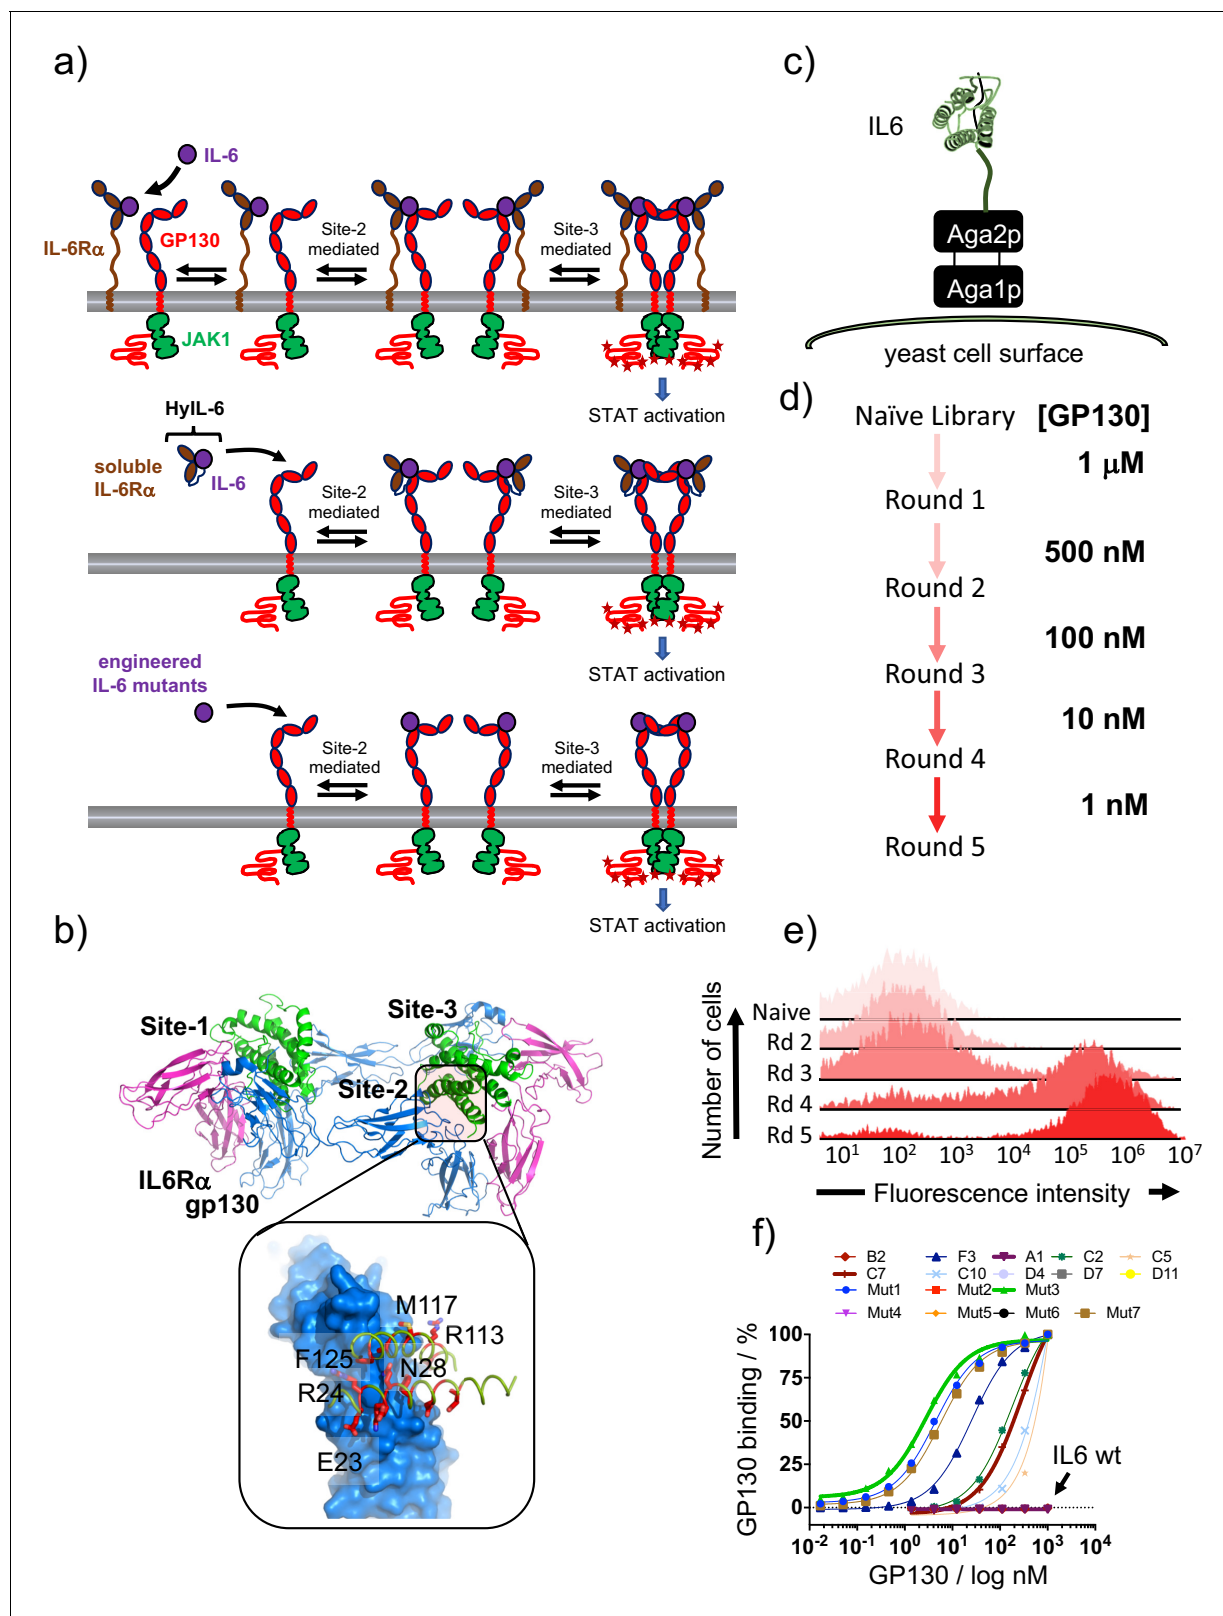 a)
IL-6
IL-6Rα
GP130
JAK1
Site-2
mediated
Site-3
mediated
STAT activation
HyIL-6
soluble
IL-6Rα
IL-6
Site-2
mediated
Site-3
mediated
STAT activation
engineered
IL-6 mutants
Site-2
mediated
Site-3
mediated
STAT activation
b)
Site-1
Site-3
Site-2
IL6Rα
gp130
M117
R113
F125
N28
R24
E23
c)
IL6
Aga2p
Aga1p
yeast cell surface
d)
Naïve Library [GP130]
1 μM
Round 1
500 nM
Round 2
100 nM
Round 3
10 nM
Round 4
1 nM
Round 5
e)
Number of cells
Naive
Rd 2
Rd 3
Rd 4
Rd 5
10¹ 10² 10³ 10⁴ 10⁵ 10⁶ 10⁷
Fluorescence intensity
f)
B2 F3 A1 C2 C5
C7 C10 D4 D7 D11
Mut1 Mut2 Mut3
Mut4 Mut5 Mut6 Mut7
GP130 binding / %
100
75
50
25
0
IL6 wt
10⁻² 10⁻¹ 10⁰ 10¹ 10² 10³ 10⁴
GP130 / log nM